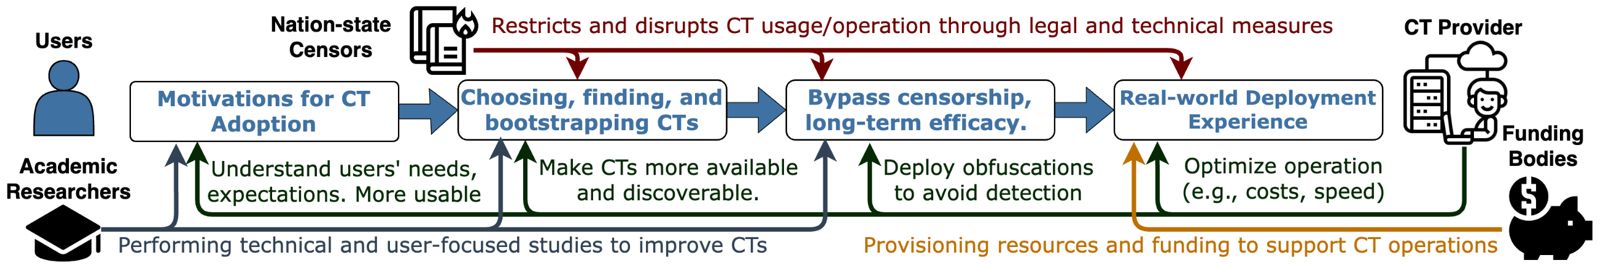 Users
Nation-state
Censors
Restricts and disrupts CT usage/operation through legal and technical measures
CT Provider
Motivations for CT
Adoption
Choosing, finding, and
bootstrapping CTs
Bypass censorship,
long-term efficacy.
Real-world Deployment
Experience
Funding
Bodies
Academic
Researchers
Understand users' needs,
expectations. More usable
Make CTs more available
and discoverable.
Deploy obfuscations
to avoid detection
Optimize operation
(e.g., costs, speed)
Performing technical and user-focused studies to improve CTs
Provisioning resources and funding to support CT operations